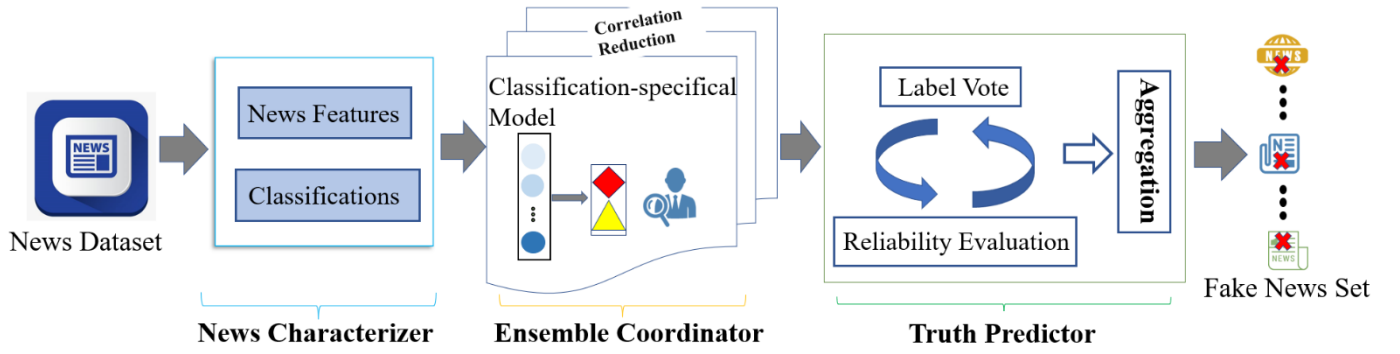 Correlation
Reduction
Classification-specifical
Model
News Features
Classifications
NEWS
News Dataset
Label Vote
Reliability Evaluation
Aggregation
NEWS
N
NEWS
Fake News Set
News Characterizer
Ensemble Coordinator
Truth Predictor